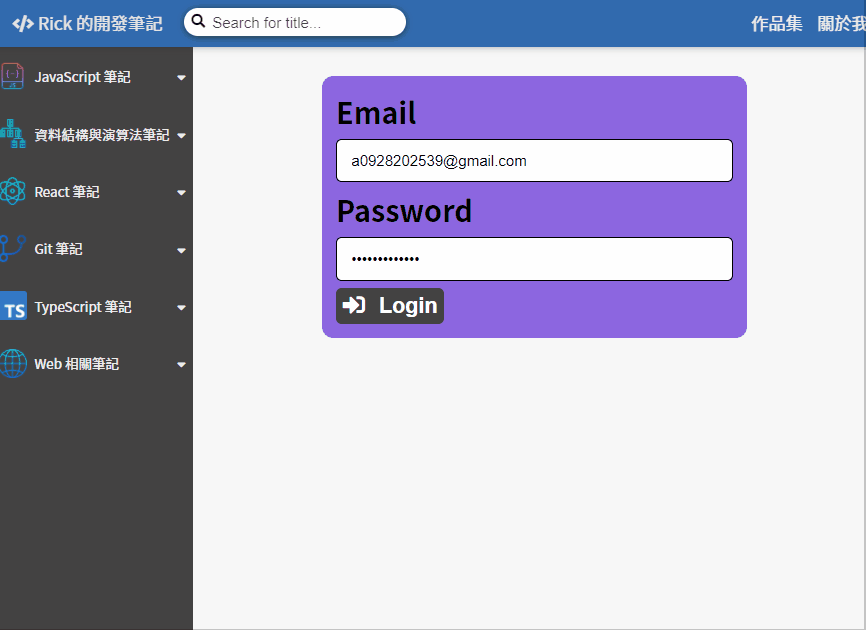 </> Rick 的開發筆記
Search for title...
作品集
關於我
JavaScript 筆記
資料結構與演算法筆記
React 筆記
Git 筆記
TS TypeScript 筆記
Web 相關筆記
Email
a0928202539@gmail.com
Password
•••••••••••••
Login